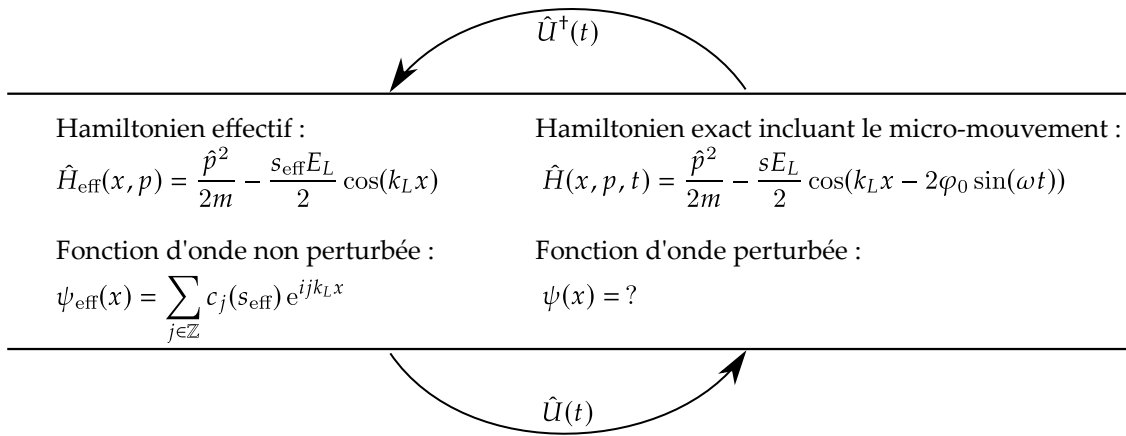 Û†(t)
Hamiltonien effectif :
Ĥ_eff(x, p) = p̂²/2m − (s_eff E_L)/2 cos(k_L x)
Fonction d'onde non perturbée :
ψ_eff(x) = ∑_{j∈ℤ} c_j(s_eff) e^{ijk_L x}
Hamiltonien exact incluant le micro-mouvement :
Ĥ(x, p, t) = p̂²/2m − (sE_L)/2 cos(k_L x − 2φ₀ sin(ωt))
Fonction d'onde perturbée :
ψ(x) = ?
Û(t)